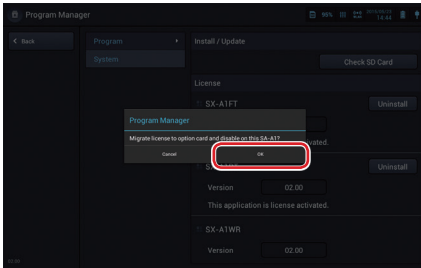 Program Manager
99%
14:44
Back
Program
System
Install / Update
Check SD Card
License
SX-A1FT
Uninstall
Program Manager
Migrate license to option card and disable on this SA-A1?
Cancel
OK
vated.
Uninstall
Version
02.00
This application is license activated.
SX-A1WR
Version
02.00